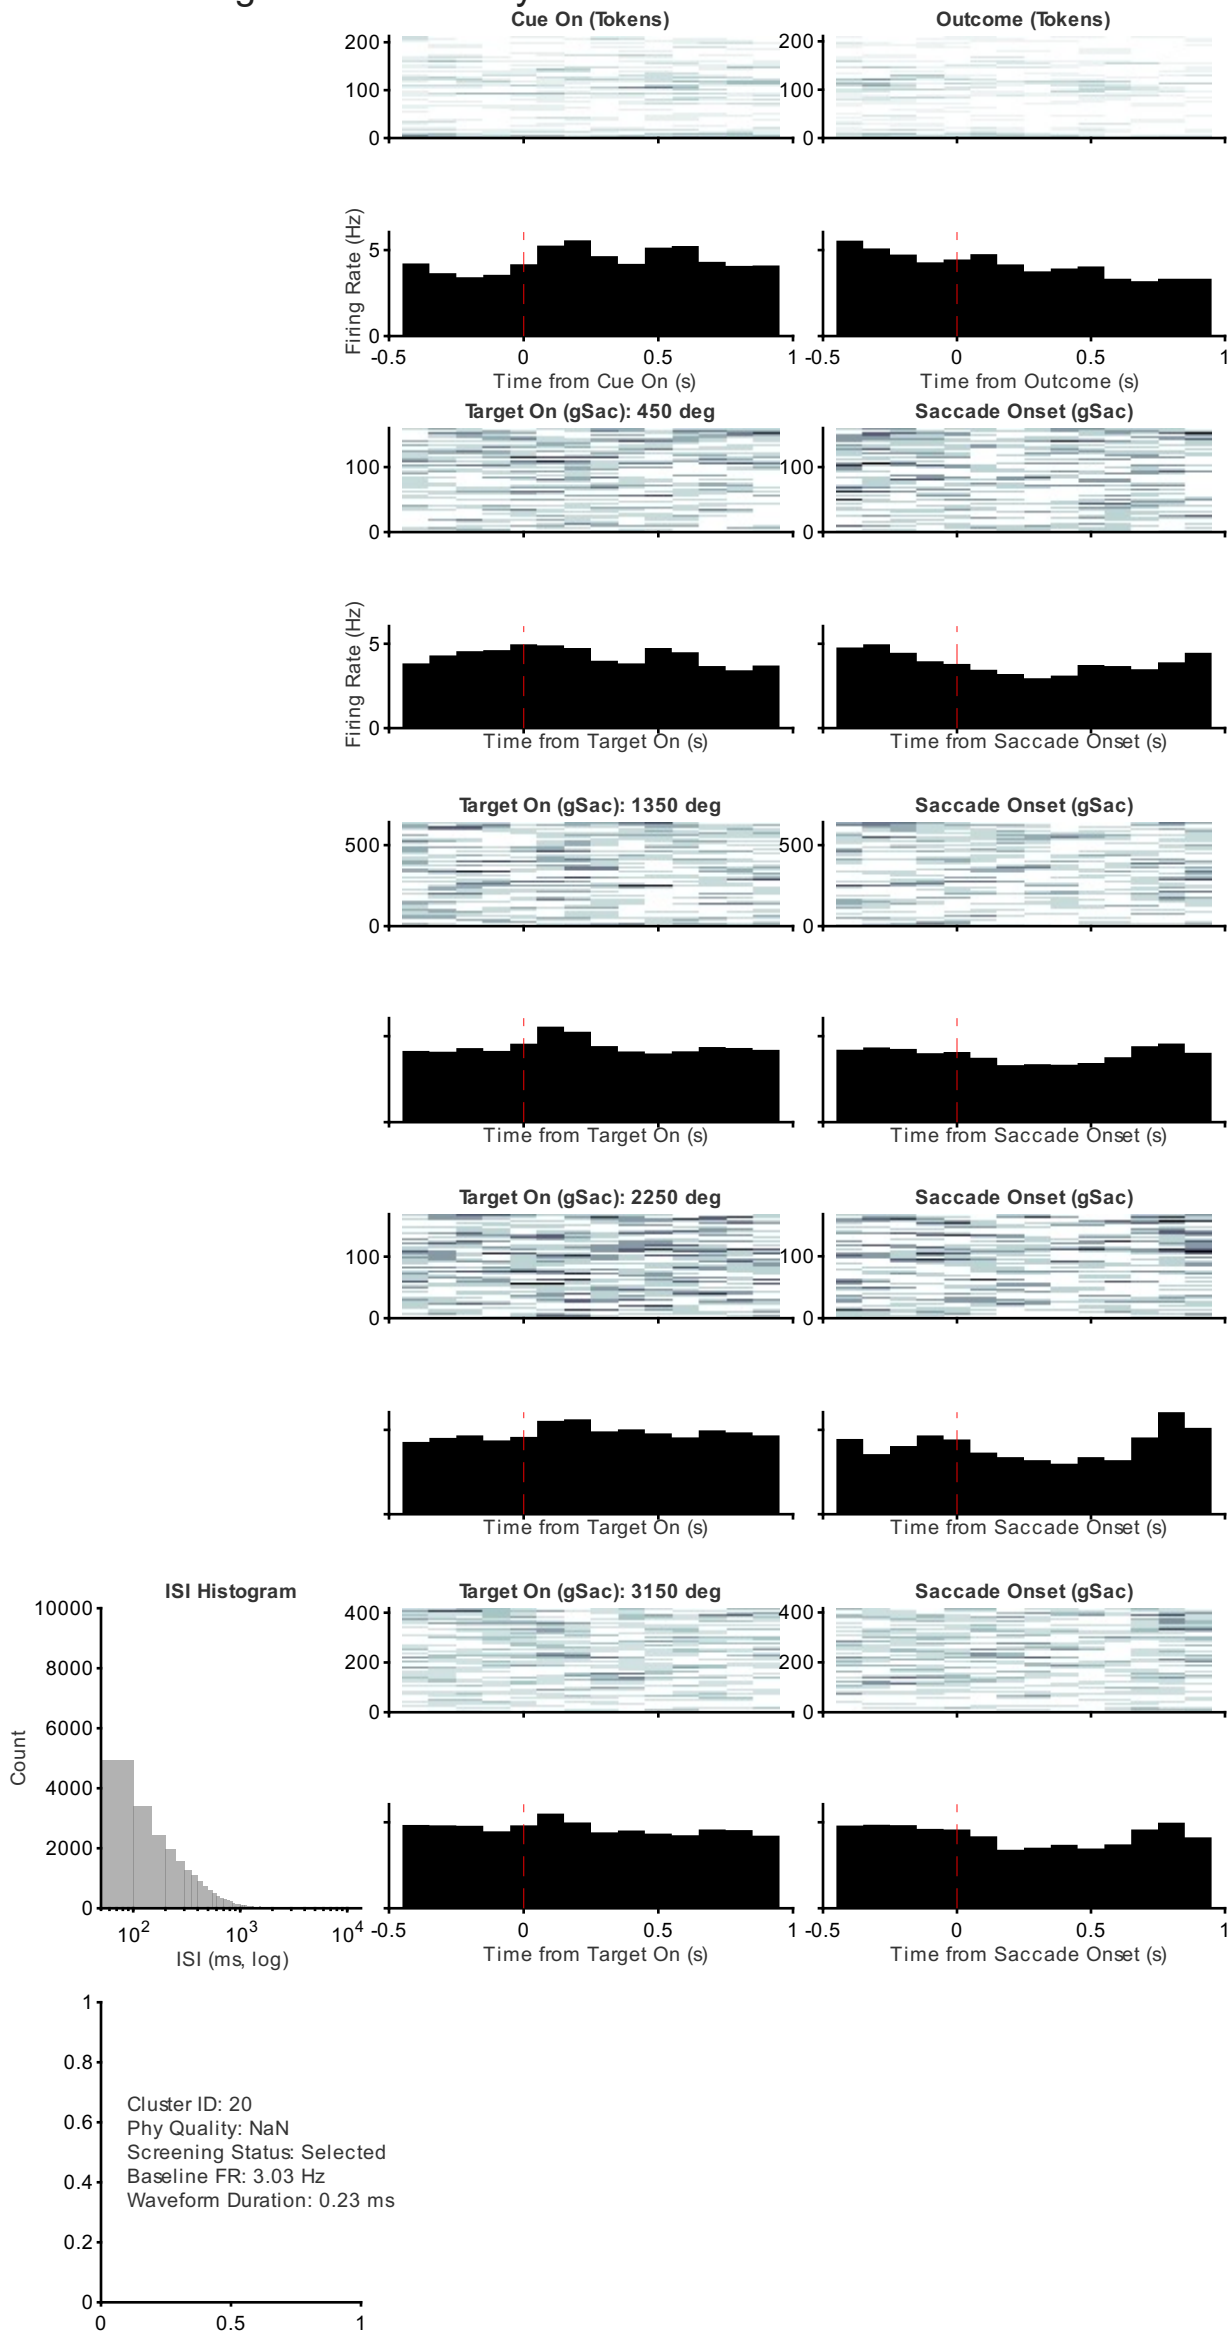 Cue On (Tokens)
Outcome (Tokens)
200
100
0
200
100
0
Firing Rate (Hz)
5
0
-0.5
0
0.5
1
-0.5
0
0.5
1
Time from Cue On (s)
Time from Outcome (s)
Target On (gSac): 450 deg
Saccade Onset (gSac)
100
0
100
0
Firing Rate (Hz)
5
0
Time from Target On (s)
Time from Saccade Onset (s)
Target On (gSac): 1350 deg
Saccade Onset (gSac)
500
0
500
0
Time from Target On (s)
Time from Saccade Onset (s)
Target On (gSac): 2250 deg
Saccade Onset (gSac)
100
0
100
0
Time from Target On (s)
Time from Saccade Onset (s)
ISI Histogram
10000
8000
6000
4000
2000
0
Count
10²
10³
10⁴
ISI (ms, log)
Target On (gSac): 3150 deg
Saccade Onset (gSac)
400
200
0
400
200
0
-0.5
0
0.5
1
-0.5
0
0.5
1
Time from Target On (s)
Time from Saccade Onset (s)
1
0.8
0.6
0.4
0.2
0
Cluster ID: 20
Phy Quality: NaN
Screening Status: Selected
Baseline FR: 3.03 Hz
Waveform Duration: 0.23 ms
0
0.5
1